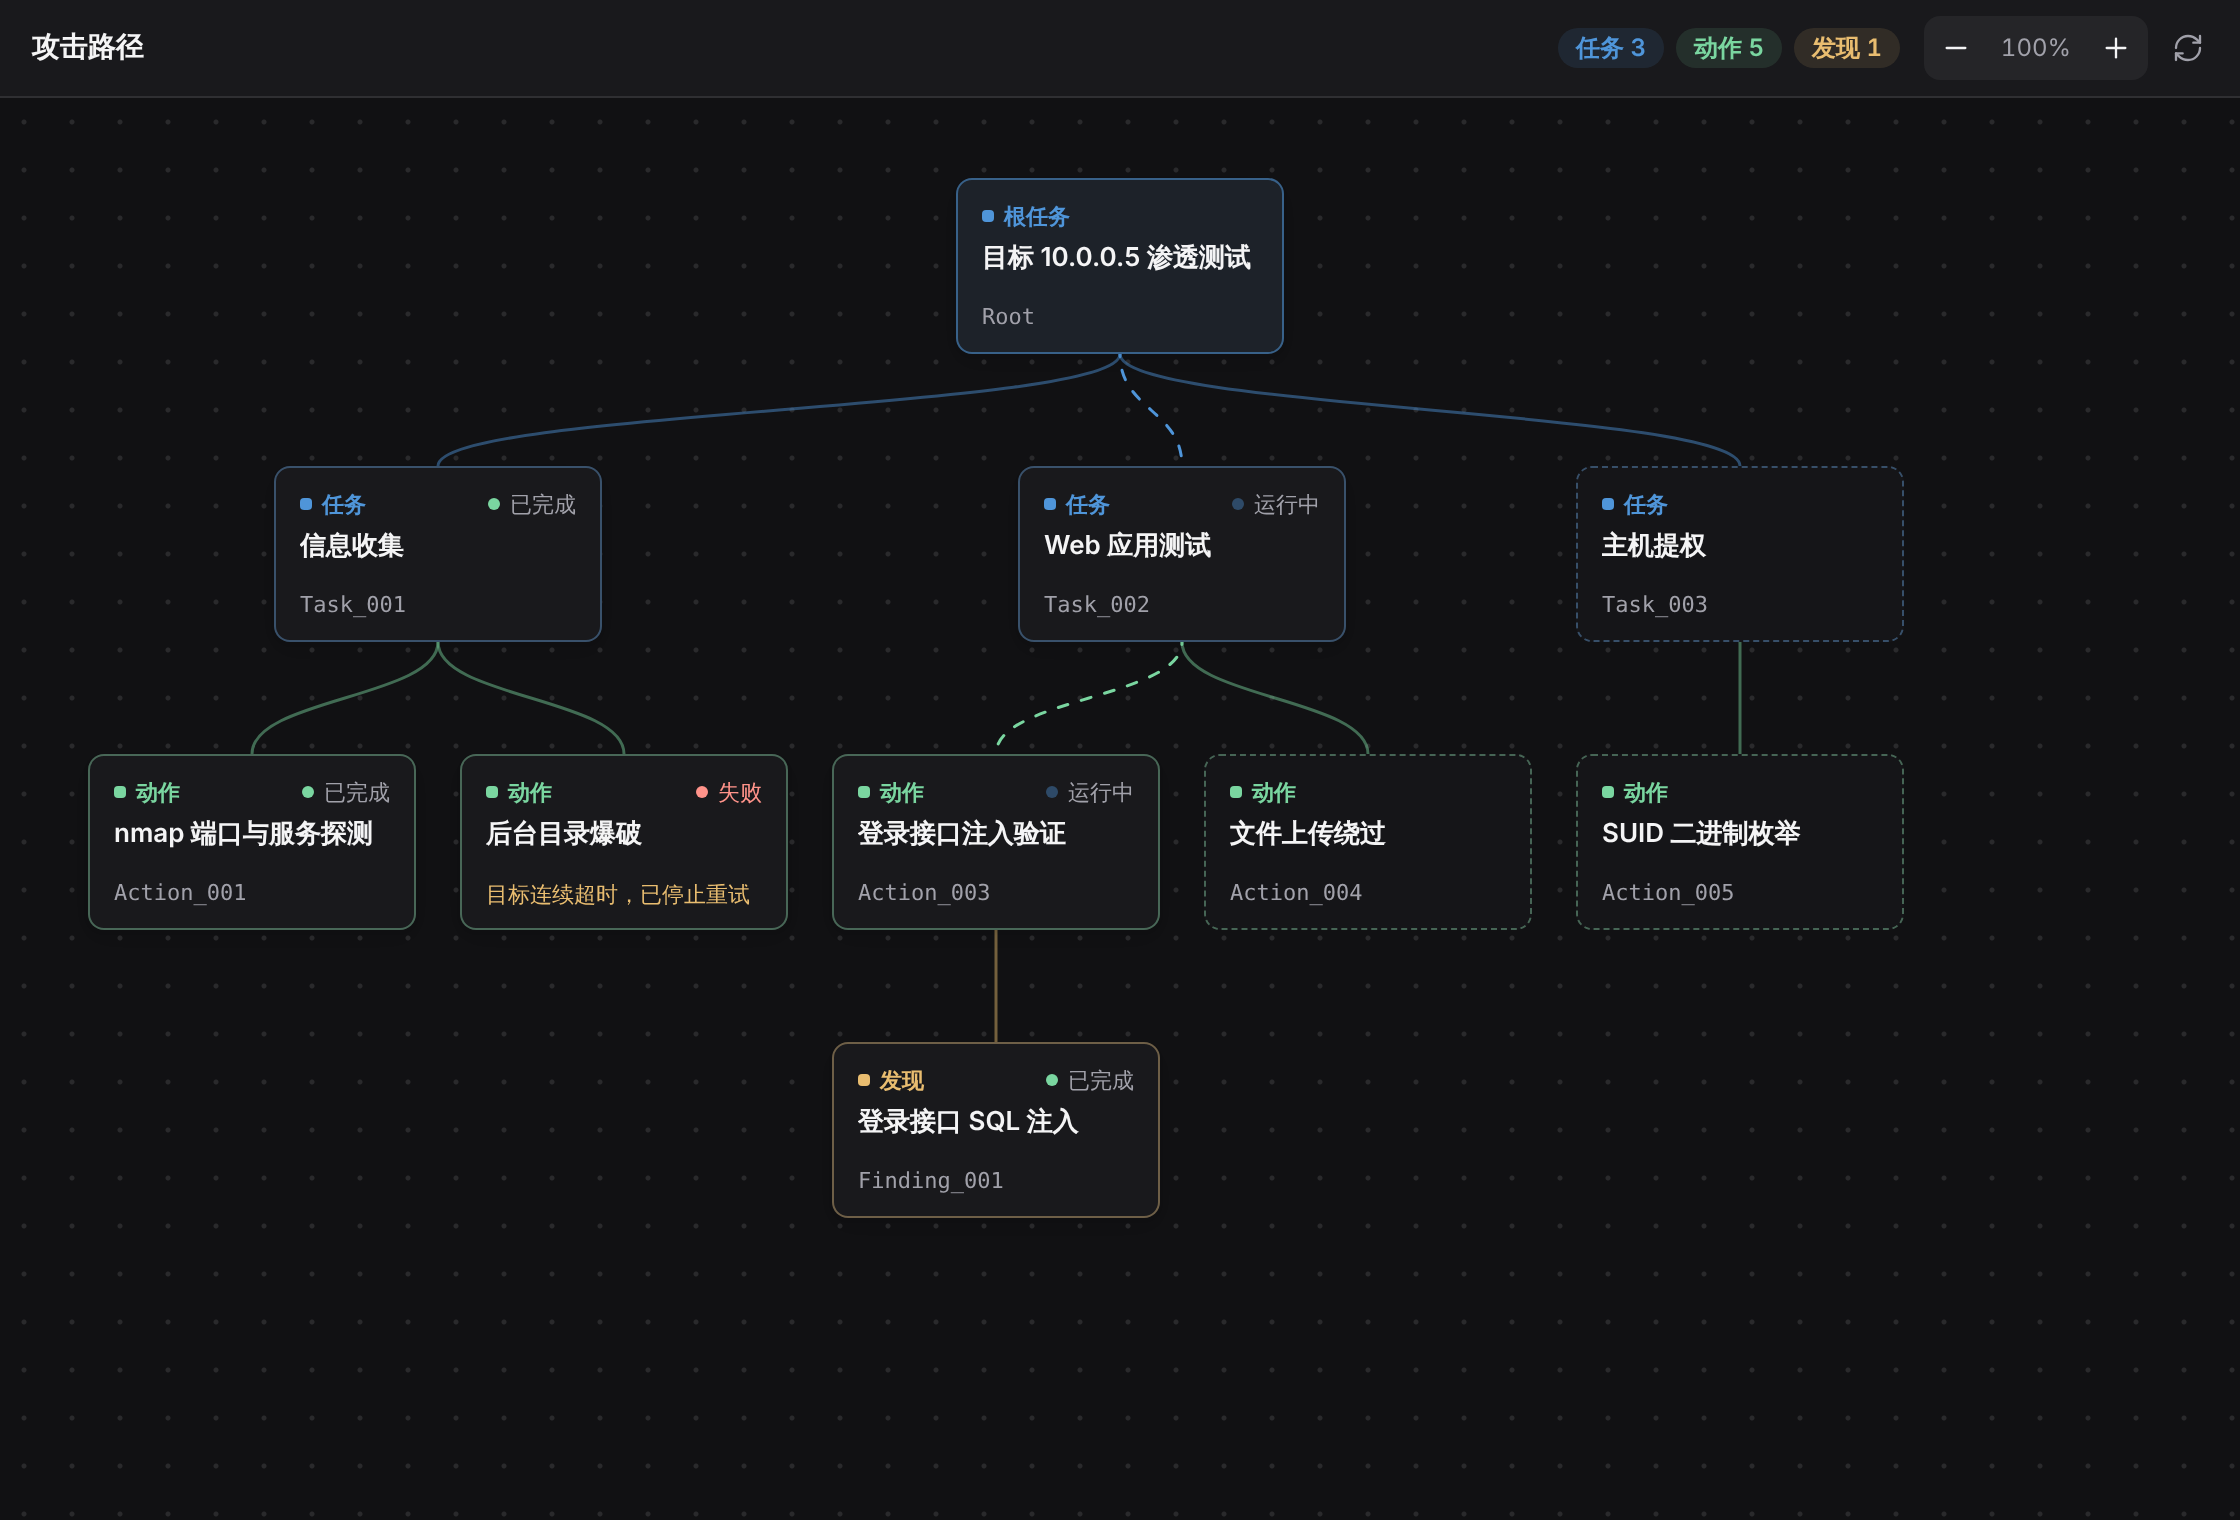 攻击路径
任务 3
动作 5
发现 1
100%
根任务
目标 10.0.0.5 渗透测试
Root
任务
已完成
信息收集
Task_001
任务
运行中
Web 应用测试
Task_002
任务
主机提权
Task_003
动作
已完成
nmap 端口与服务探测
Action_001
动作
失败
后台目录爆破
目标连续超时，已停止重试
动作
运行中
登录接口注入验证
Action_003
动作
文件上传绕过
Action_004
动作
SUID 二进制枚举
Action_005
发现
已完成
登录接口 SQL 注入
Finding_001